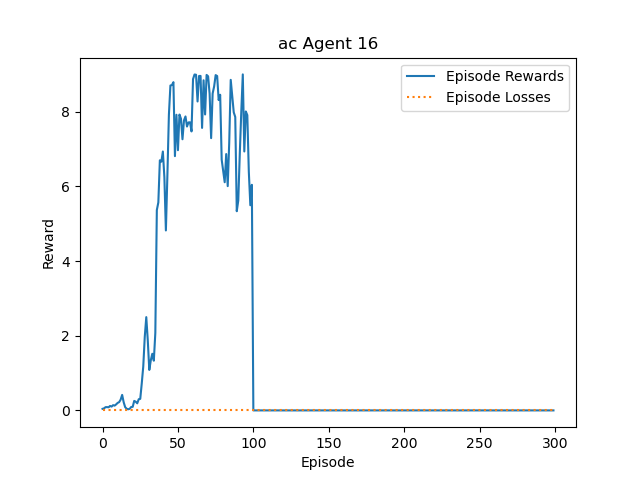 ac Agent 16
Episode Rewards
Episode Losses
Reward
8
6
4
2
0
0 50 100 150 200 250 300
Episode